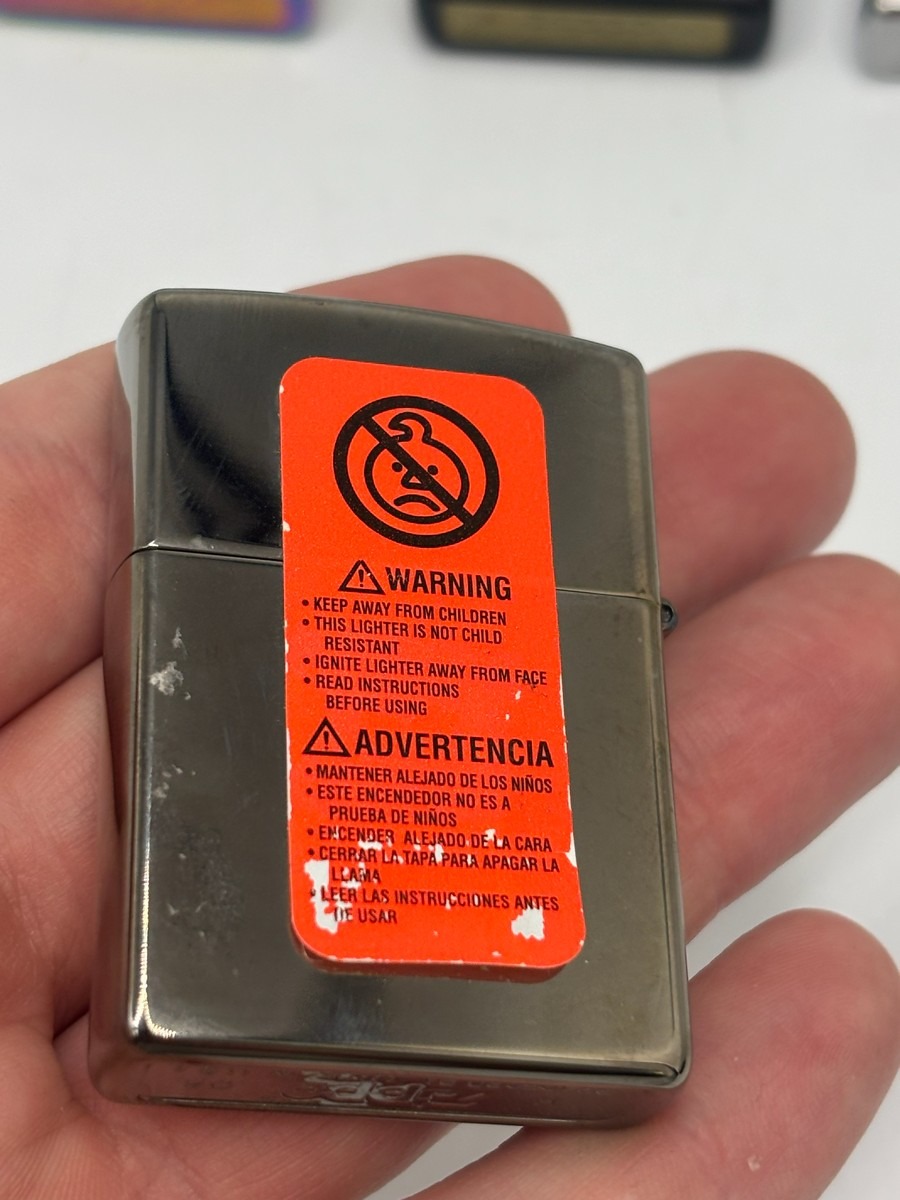 WARNING
• KEEP AWAY FROM CHILDREN
• THIS LIGHTER IS NOT CHILD
RESISTANT
• IGNITE LIGHTER AWAY FROM FACE
• READ INSTRUCTIONS
BEFORE USING
ADVERTENCIA
• MANTENER ALEJADO DE LOS NIÑOS
• ESTE ENCENDEDOR NO ES A
PRUEBA DE NIÑOS
• ENCENDER ALEJADO DE LA CARA
• CERRAR LA TAPA PARA APAGAR LA
LLAMA
• LEER LAS INSTRUCCIONES ANTES
DE USAR